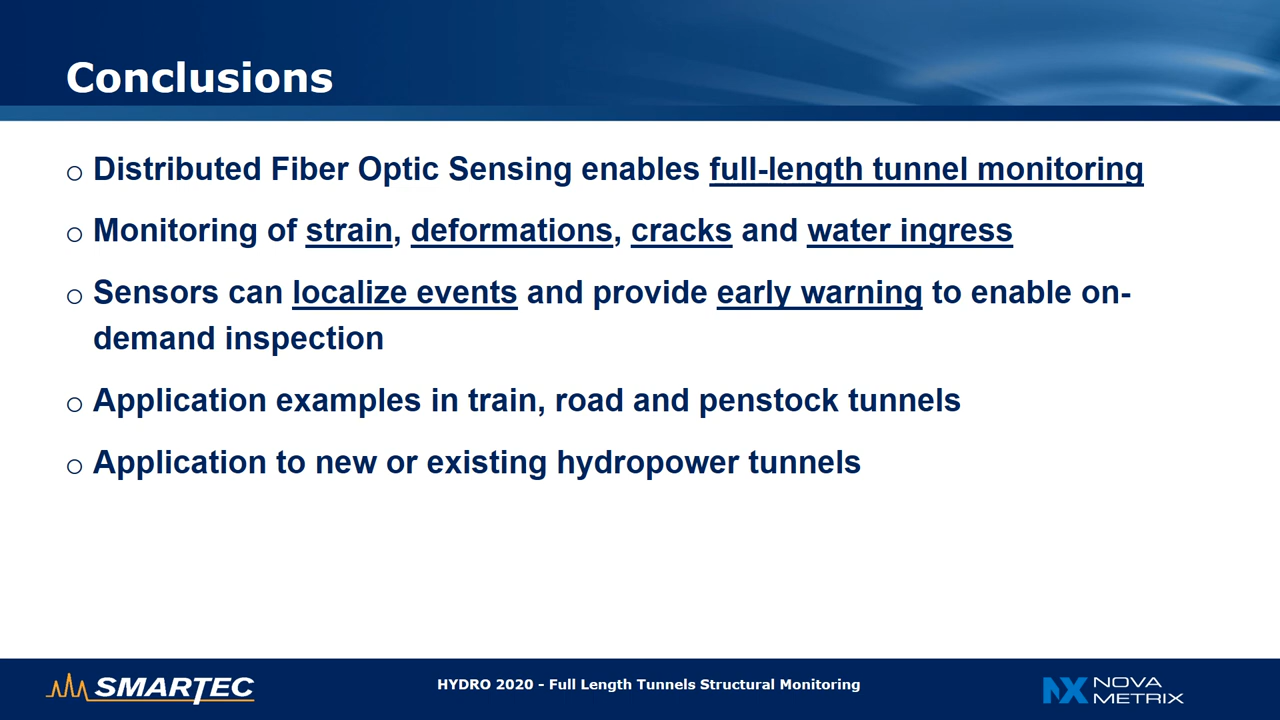 Conclusions
o Distributed Fiber Optic Sensing enables full-length tunnel monitoring
o Monitoring of strain, deformations, cracks and water ingress
o Sensors can localize events and provide early warning to enable on-
demand inspection
o Application examples in train, road and penstock tunnels
o Application to new or existing hydropower tunnels
SMARTEC
HYDRO 2020 - Full Length Tunnels Structural Monitoring
NX NOVA
METRIX